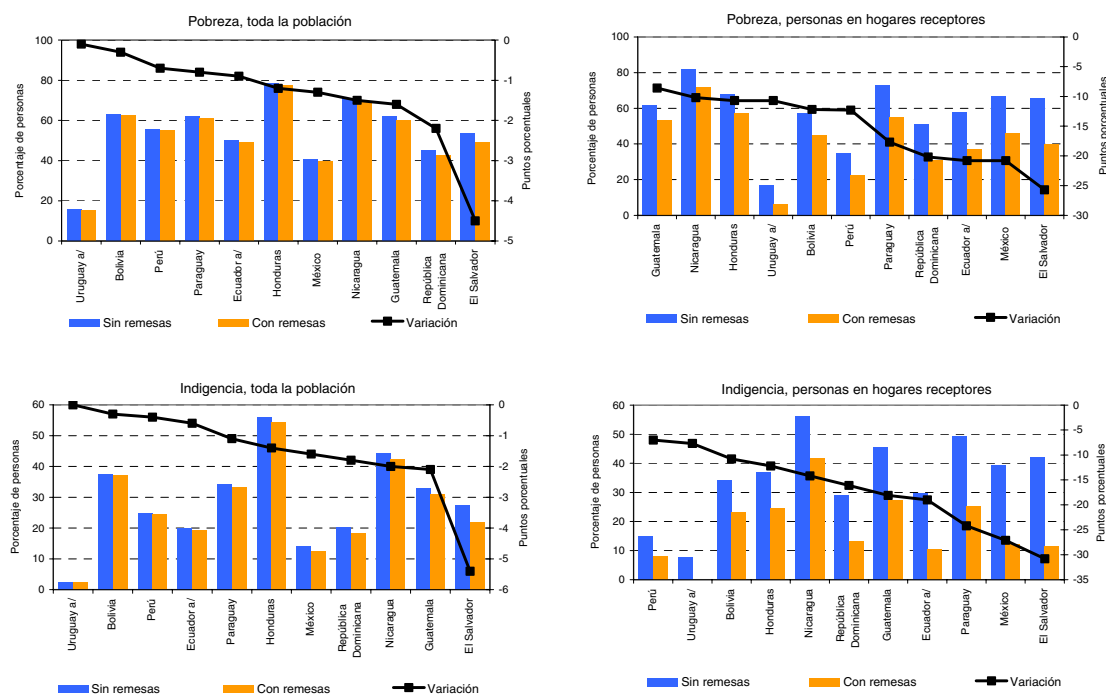 Pobreza, toda la población
100
80
60
40
20
0
Porcentaje de personas
0
-1
-2
-3
-4
-5
Puntos porcentuales
Uruguay a/
Bolivia
Perú
Paraguay
Ecuador a/
Honduras
México
Nicaragua
Guatemala
República
Dominicana
El Salvador
Sin remesas Con remesas Variación
Pobreza, personas en hogares receptores
100
80
60
40
20
0
Porcentaje de personas
0
-5
-10
-15
-20
-25
-30
Puntos porcentuales
Guatemala
Nicaragua
Honduras
Uruguay a/
Bolivia
Perú
Paraguay
República
Dominicana
Ecuador a/
México
El Salvador
Sin remesas Con remesas Variación
Indigencia, toda la población
60
50
40
30
20
10
0
Porcentaje de personas
0
-1
-2
-3
-4
-5
-6
Puntos porcentuales
Uruguay a/
Bolivia
Perú
Ecuador a/
Paraguay
Honduras
México
República
Dominicana
Nicaragua
Guatemala
El Salvador
Sin remesas Con remesas Variación
Indigencia, personas en hogares receptores
60
50
40
30
20
10
0
Porcentaje de personas
0
-5
-10
-15
-20
-25
-30
-35
Puntos porcentuales
Perú
Uruguay a/
Bolivia
Honduras
Nicaragua
República
Dominicana
Guatemala
Ecuador a/
Paraguay
México
El Salvador
Sin remesas Con remesas Variación